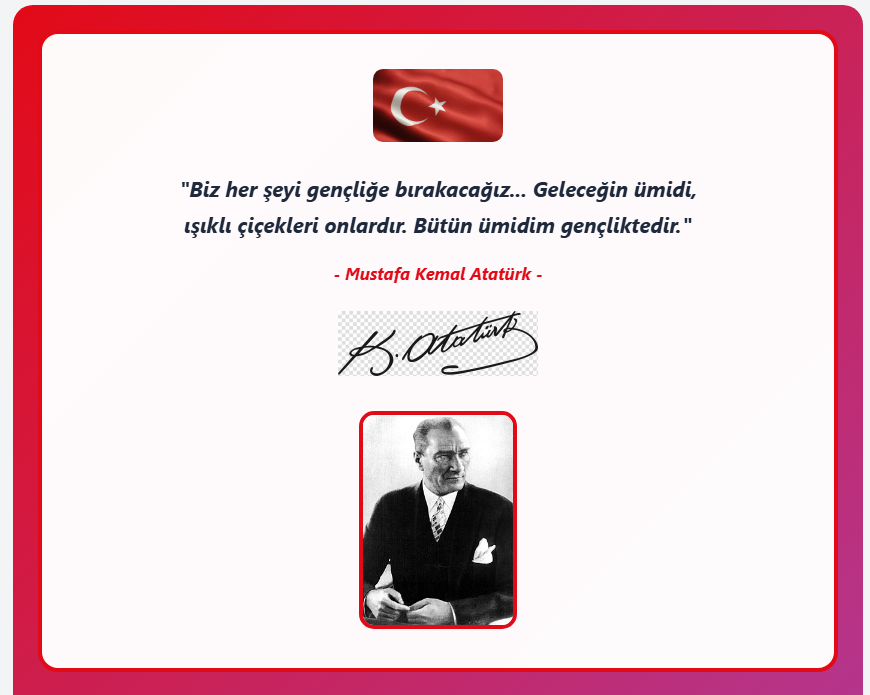 "Biz her şeyi gençliğe bırakacağız... Geleceğin ümidi,
ışıklı çiçekleri onlardır. Bütün ümidim gençliktedir."
- Mustafa Kemal Atatürk -
K. Atatürk